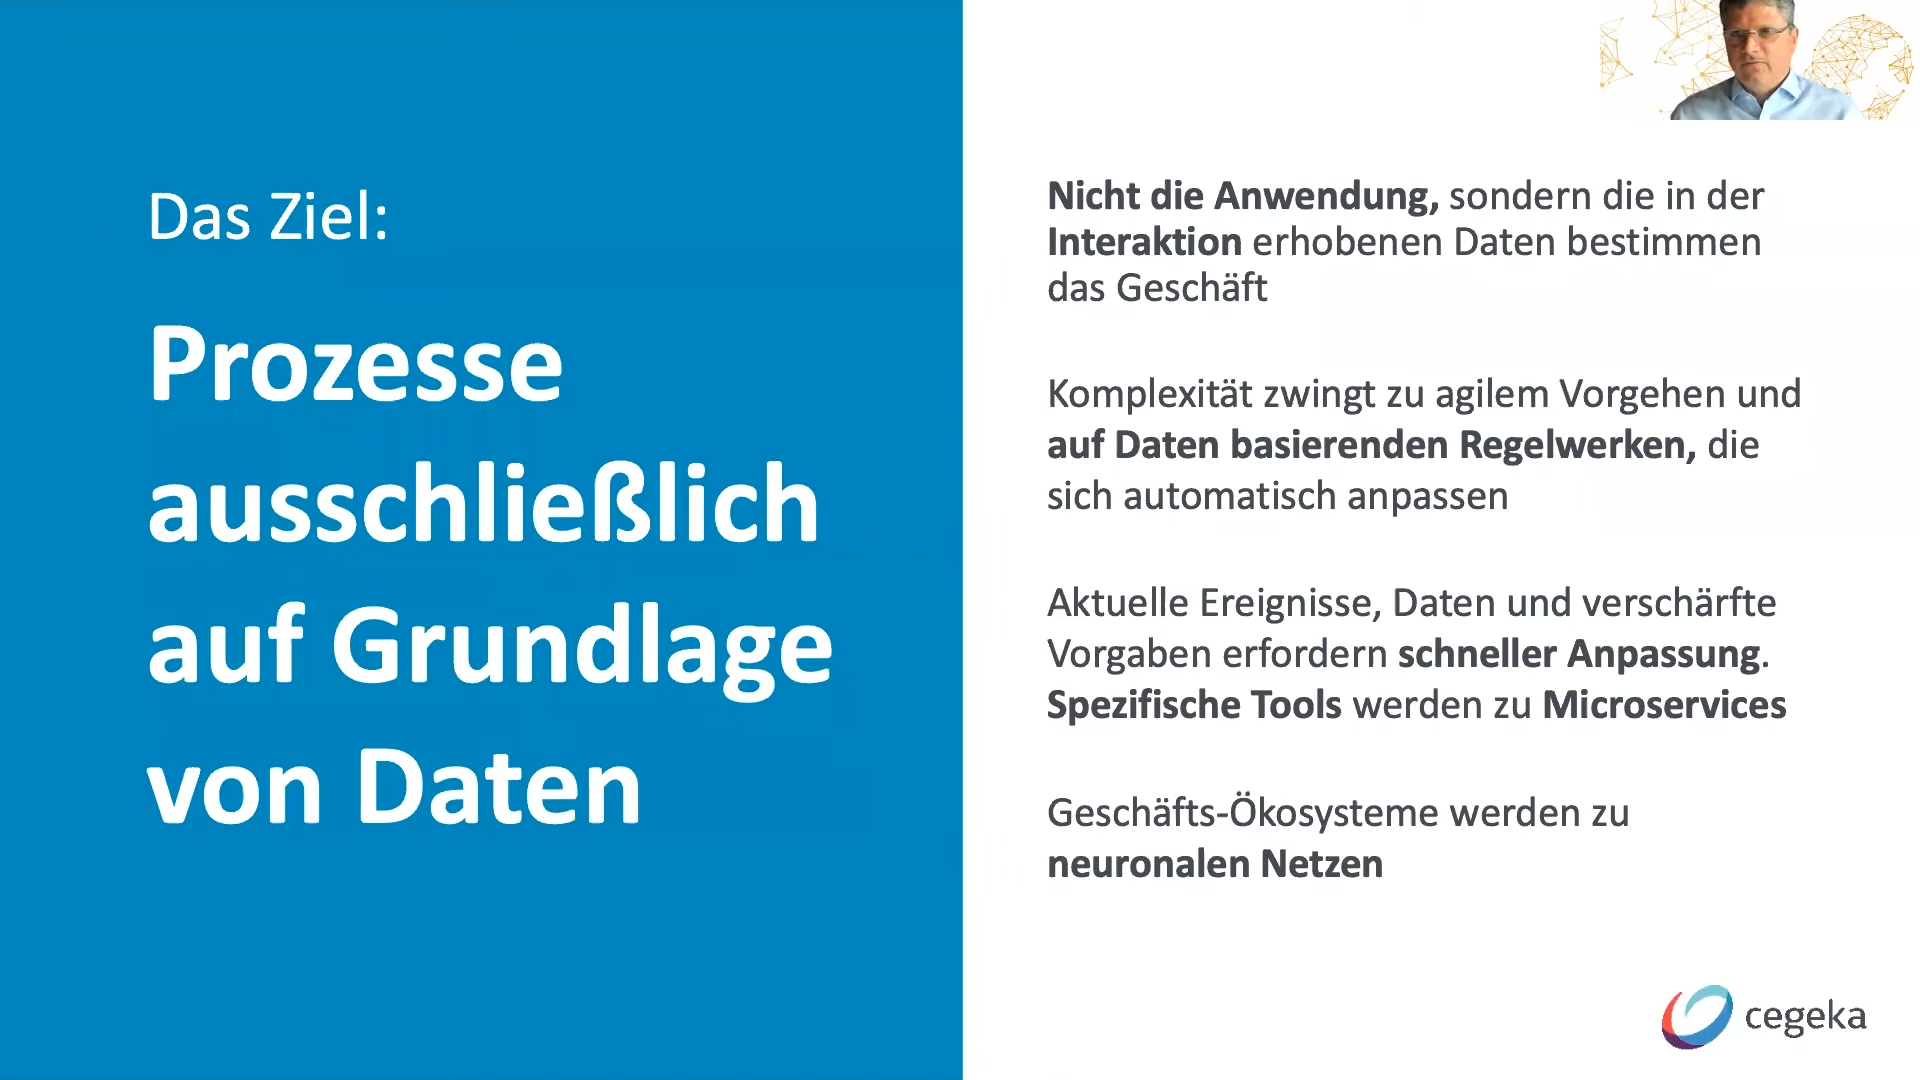 Das Ziel:
Prozesse
ausschließlich
auf Grundlage
von Daten
Nicht die Anwendung, sondern die in der
Interaktion erhobenen Daten bestimmen
das Geschäft
Komplexität zwingt zu agilem Vorgehen und
auf Daten basierenden Regelwerken, die
sich automatisch anpassen
Aktuelle Ereignisse, Daten und verschärfte
Vorgaben erfordern schneller Anpassung.
Spezifische Tools werden zu Microservices
Geschäfts-Ökosysteme werden zu
neuronalen Netzen
cegeka